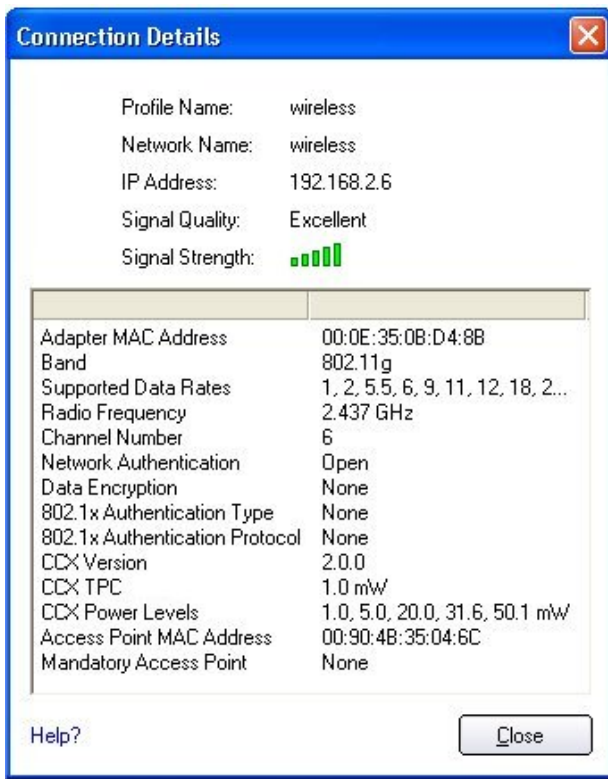 Connection Details
Profile Name: wireless
Network Name: wireless
IP Address: 192.168.2.6
Signal Quality: Excellent
Signal Strength:
Adapter MAC Address 00:0E:35:0B:D4:8B
Band 802.11g
Supported Data Rates 1, 2, 5.5, 6, 9, 11, 12, 18, 2...
Radio Frequency 2.437 GHz
Channel Number 6
Network Authentication Open
Data Encryption None
802.1x Authentication Type None
802.1x Authentication Protocol None
CCX Version 2.0.0
CCX TPC 1.0 mW
CCX Power Levels 1.0, 5.0, 20.0, 31.6, 50.1 mW
Access Point MAC Address 00:90:4B:35:04:6C
Mandatory Access Point None
Help? Close